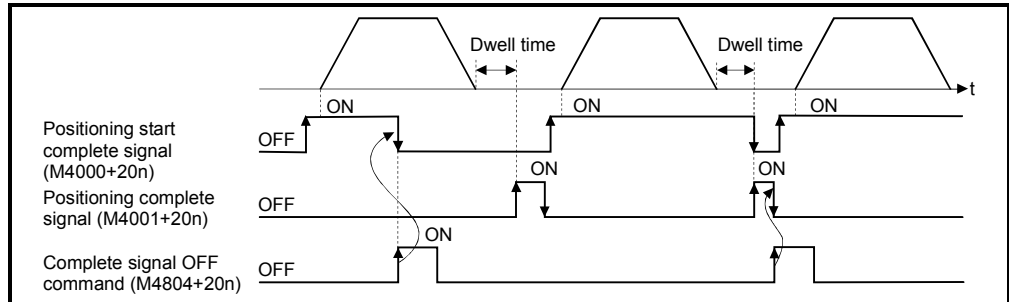 Dwell time
Dwell time
t
ON
ON
ON
Positioning start
complete signal
(M4000+20n)
OFF
ON
ON
Positioning complete
signal (M4001+20n)
OFF
ON
Complete signal OFF
command (M4804+20n)
OFF